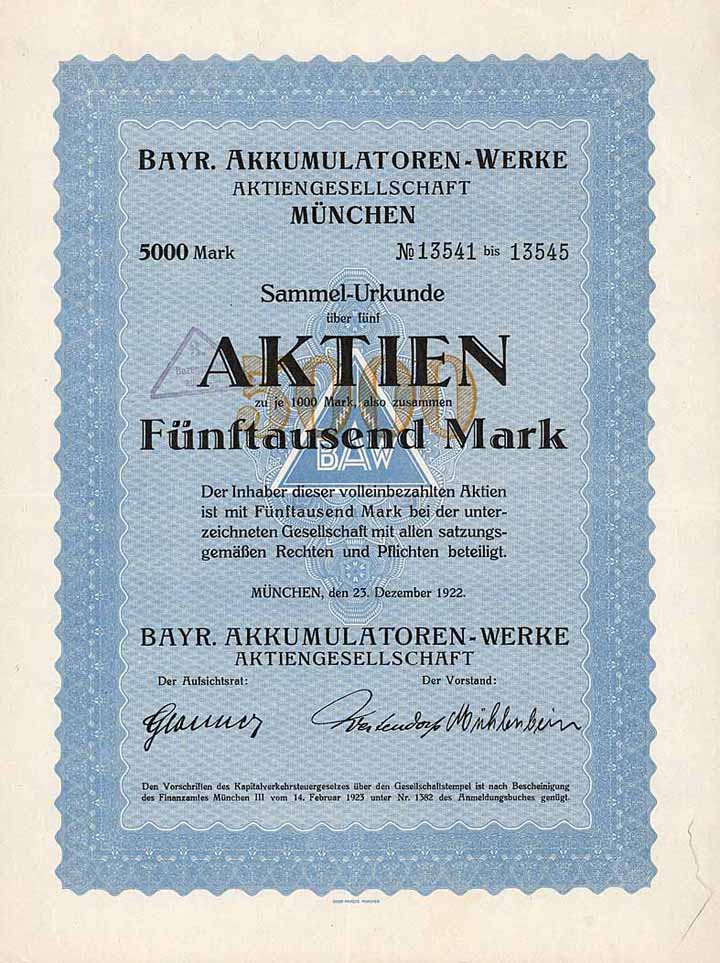 BAYR. AKKUMULATOREN-WERKE
AKTIENGESELLSCHAFT
MÜNCHEN
5000 Mark № 13541 bis 13545
Sammel-Urkunde
über fünf
5000
AKTIEN
zu je 1000 Mark, also zusammen
Fünftausend Mark
BAW
Der Inhaber dieser volleinbezahlten Aktien
ist mit Fünftausend Mark bei der unter-
zeichneten Gesellschaft mit allen satzungs-
gemäßen Rechten und Pflichten beteiligt.
MÜNCHEN, den 23. Dezember 1922.
BAYR. AKKUMULATOREN-WERKE
AKTIENGESELLSCHAFT
Der Aufsichtsrat: Der Vorstand:
Mühlenbein
Den Vorschriften des Kapitalverkehrsteuergesetzes über den Gesellschaftstempel ist nach Bescheinigung
des Finanzamtes München III vom 14. Februar 1923 unter Nr. 1382 des Anmeldungsbuches genügt.